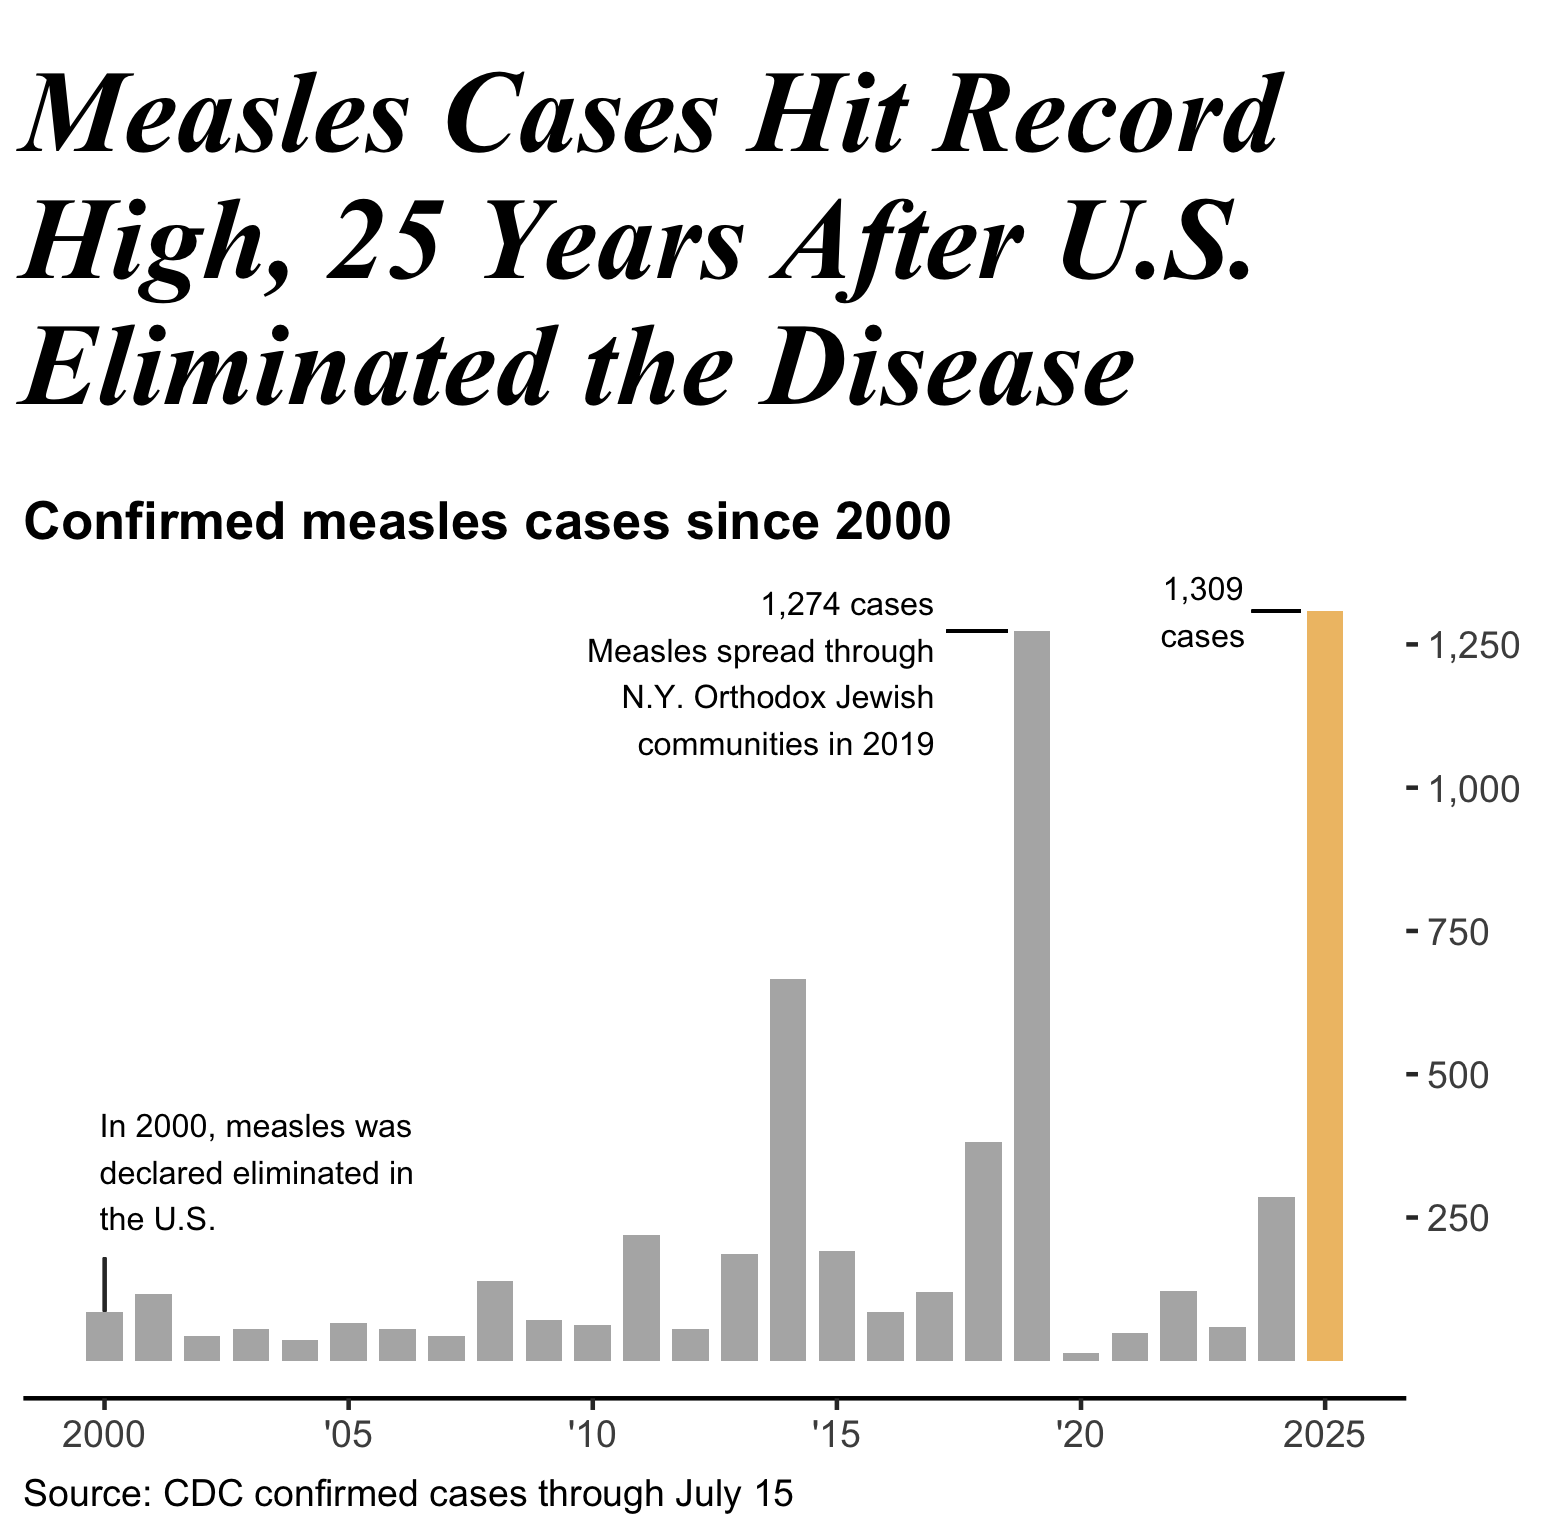 Measles Cases Hit Record
High, 25 Years After U.S.
Eliminated the Disease
Confirmed measles cases since 2000
1,274 cases
Measles spread through
N.Y. Orthodox Jewish
communities in 2019
1,309
cases
In 2000, measles was
declared eliminated in
the U.S.
1,250
1,000
750
500
250
2000 '05 '10 '15 '20 2025
Source: CDC confirmed cases through July 15